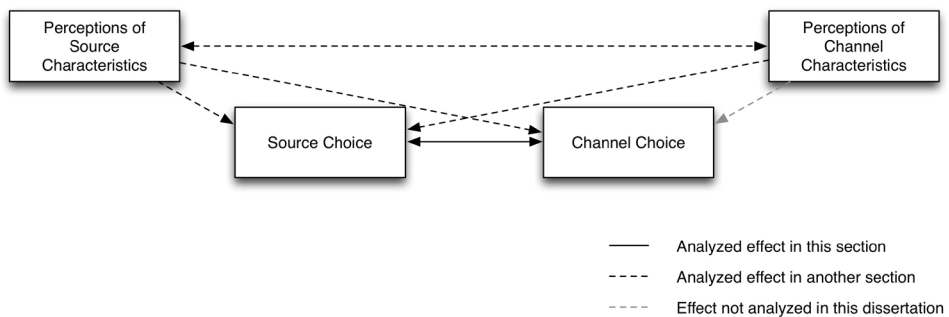 Perceptions of
Source
Characteristics
Perceptions of
Channel
Characteristics
Source Choice
Channel Choice
Analyzed effect in this section
Analyzed effect in another section
Effect not analyzed in this dissertation